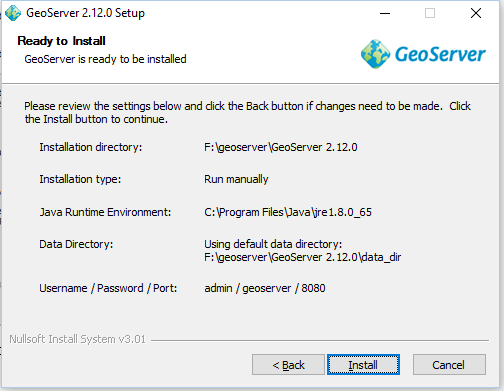 GeoServer 2.12.0 Setup
Ready to Install
GeoServer is ready to be installed
GeoServer
Please review the settings below and click the Back button if changes need to be made. Click
the Install button to continue.
Installation directory: F:\geoserver\GeoServer 2.12.0
Installation type: Run manually
Java Runtime Environment: C:\Program Files\Java\jre1.8.0_65
Data Directory: Using default data directory:
F:\geoserver\GeoServer 2.12.0\data_dir
Username / Password / Port: admin / geoserver / 8080
Nullsoft Install System v3.01
< Back Install Cancel